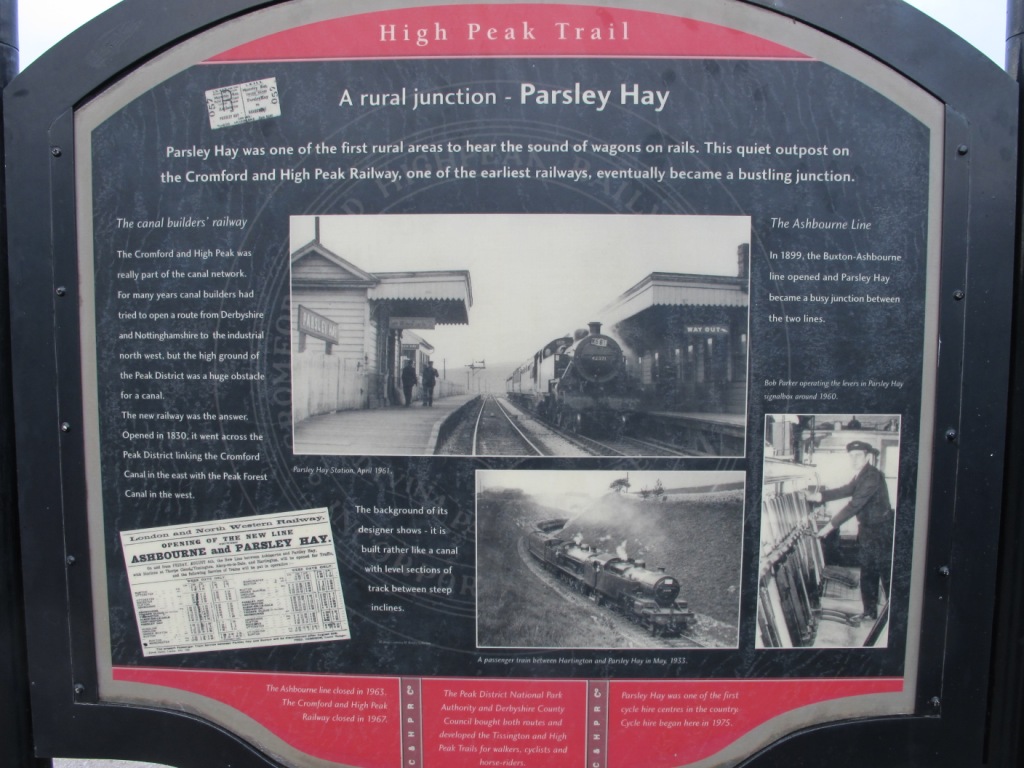 High Peak Trail
A rural junction - Parsley Hay
Parsley Hay was one of the first rural areas to hear the sound of wagons on rails. This quiet outpost on
the Cromford and High Peak Railway, one of the earliest railways, eventually became a bustling junction.
The canal builders' railway
The Cromford and High Peak was
really part of the canal network.
For many years canal builders had
tried to open a route from Derbyshire
and Nottinghamshire to the industrial
north west, but the high ground of
the Peak District was a huge obstacle
for a canal.
The new railway was the answer.
Opened in 1830, it went across the
Peak District linking the Cromford
Canal in the east with the Peak Forest
Canal in the west.
PARSLEY HAY
WAY OUT
Parsley Hay Station, April 1961.
The Ashbourne Line
In 1899, the Buxton-Ashbourne
line opened and Parsley Hay
became a busy junction between
the two lines.
Bob Parker operating the levers in Parsley Hay
signalbox around 1960.
London and North Western Railway.
OPENING OF THE NEW LINE
ASHBOURNE and PARSLEY HAY.
The background of its
designer shows - it is
built rather like a canal
with level sections of
track between steep
inclines.
A passenger train between Hartington and Parsley Hay in May, 1933.
The Ashbourne line closed in 1963.
The Cromford and High Peak
Railway closed in 1967.
C & H P R
The Peak District National Park
Authority and Derbyshire County
Council bought both routes and
developed the Tissington and High
Peak Trails for walkers, cyclists and
horse-riders.
C & H P R
Parsley Hay was one of the first
cycle hire centres in the country.
Cycle hire began here in 1975.